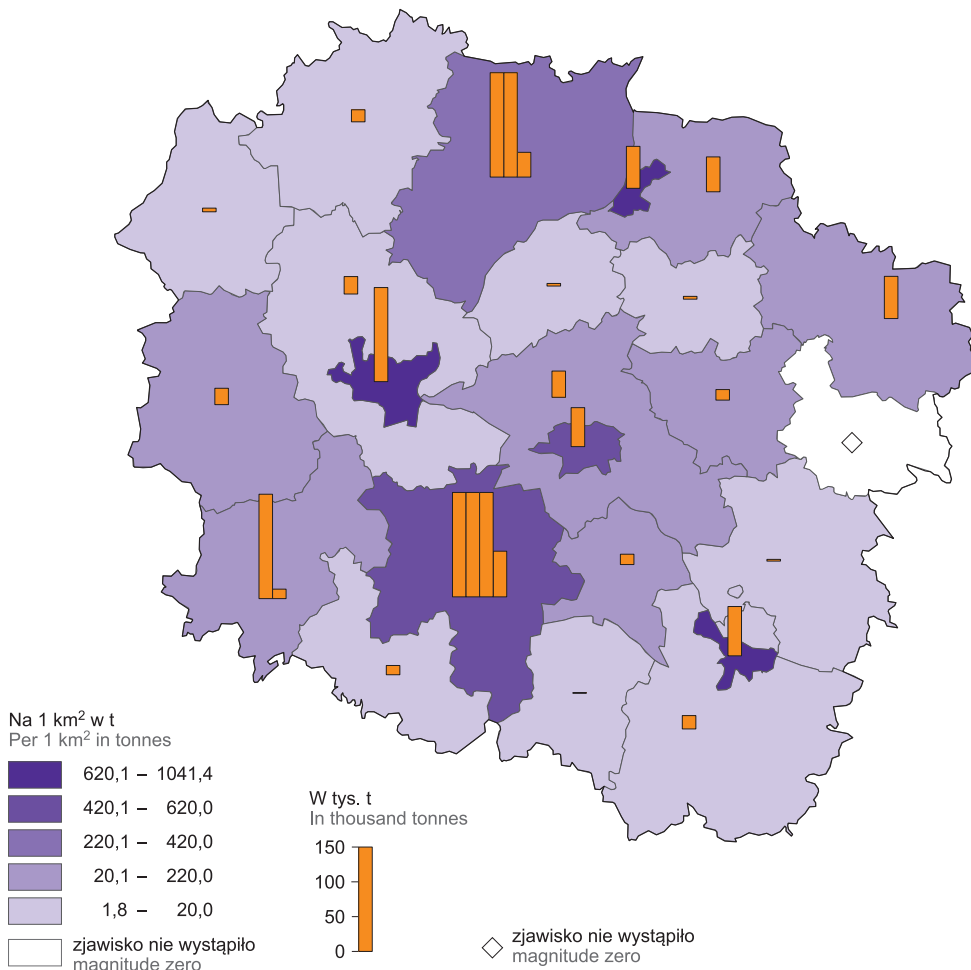 Na 1 km² w t
Per 1 km² in tonnes
620,1 – 1041,4
420,1 – 620,0
220,1 – 420,0
20,1 – 220,0
1,8 – 20,0
zjawisko nie wystąpiło
magnitude zero
W tys. t
In thousand tonnes
150
100
50
0
zjawisko nie wystąpiło
magnitude zero